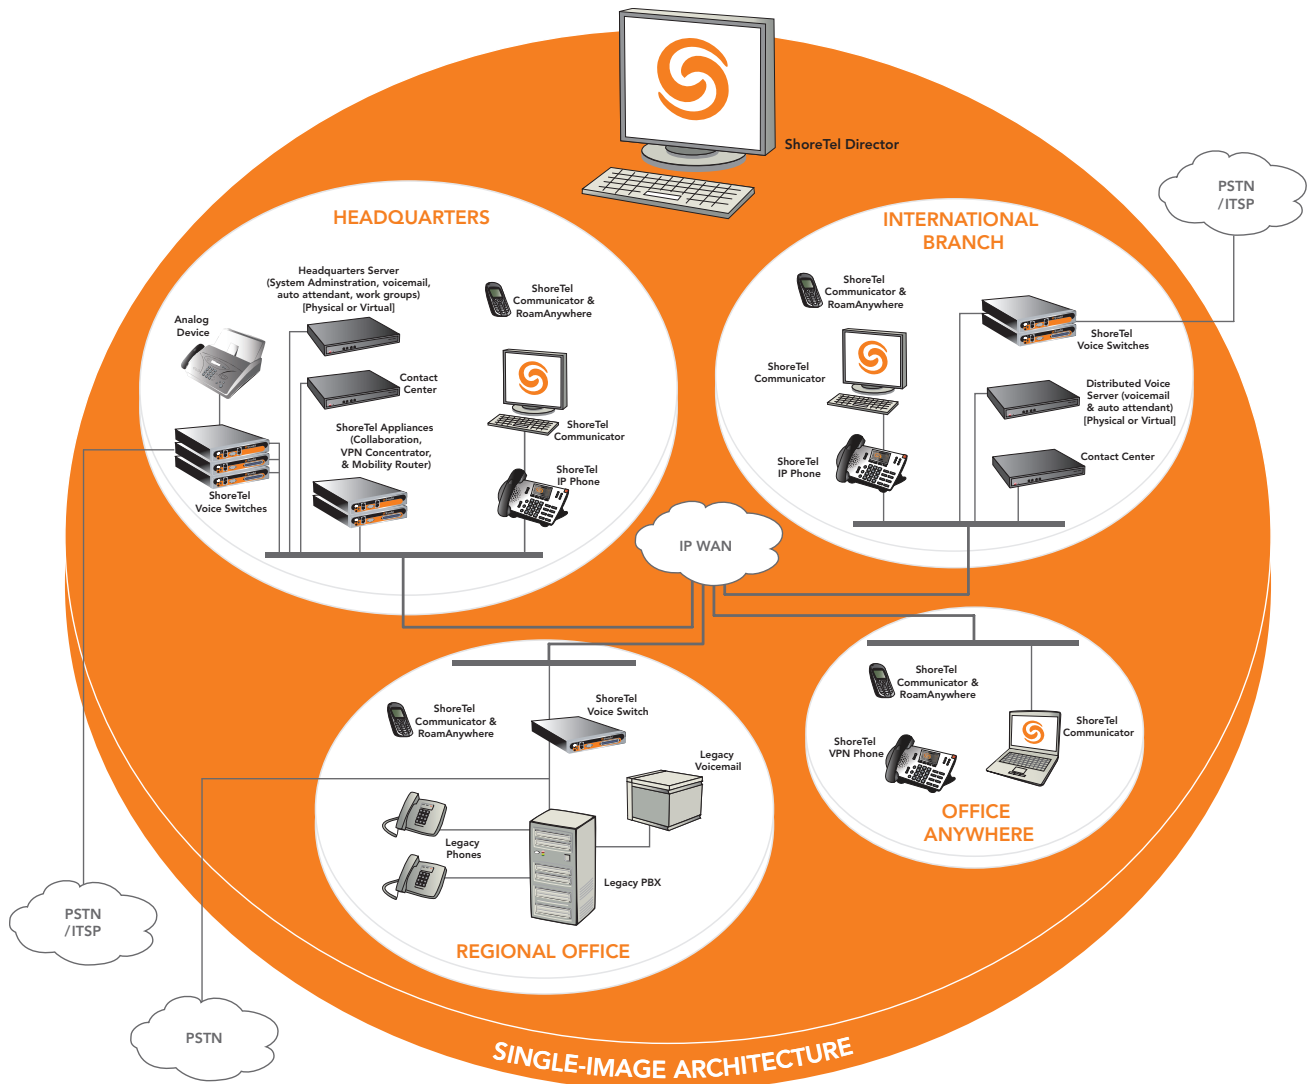 ShoreTel Director
PSTN
/ITSP
HEADQUARTERS
Headquarters Server
(System Adminstration, voicemail,
auto attendant, work groups)
[Physical or Virtual]
ShoreTel
Communicator &
RoamAnywhere
Analog
Device
Contact
Center
ShoreTel Appliances
(Collaboration,
VPN Concentrator,
& Mobility Router)
ShoreTel
Communicator
ShoreTel
IP Phone
ShoreTel
Voice Switches
INTERNATIONAL
BRANCH
ShoreTel
Communicator &
RoamAnywhere
ShoreTel
Voice Switches
ShoreTel
Communicator
Distributed Voice
Server (voicemail
& auto attendant)
[Physical or Virtual]
ShoreTel
IP Phone
Contact Center
IP WAN
ShoreTel
Communicator &
RoamAnywhere
ShoreTel
Voice Switch
Legacy
Voicemail
Legacy
Phones
Legacy PBX
REGIONAL OFFICE
ShoreTel
Communicator &
RoamAnywhere
ShoreTel
Communicator
ShoreTel
VPN Phone
OFFICE
ANYWHERE
PSTN
/ITSP
PSTN
SINGLE-IMAGE ARCHITECTURE